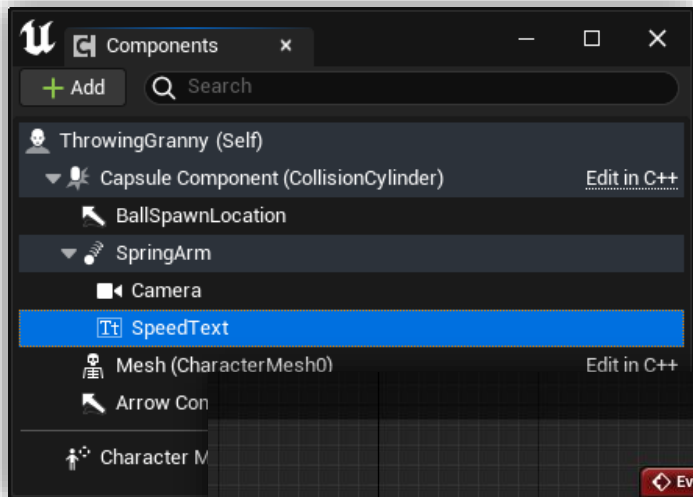 Components
Add
Search
ThrowingGranny (Self)
Capsule Component (CollisionCylinder) Edit in C++
BallSpawnLocation
SpringArm
Camera
SpeedText
Mesh (CharacterMesh0) Edit in C++
Arrow Con
Character M
Ev